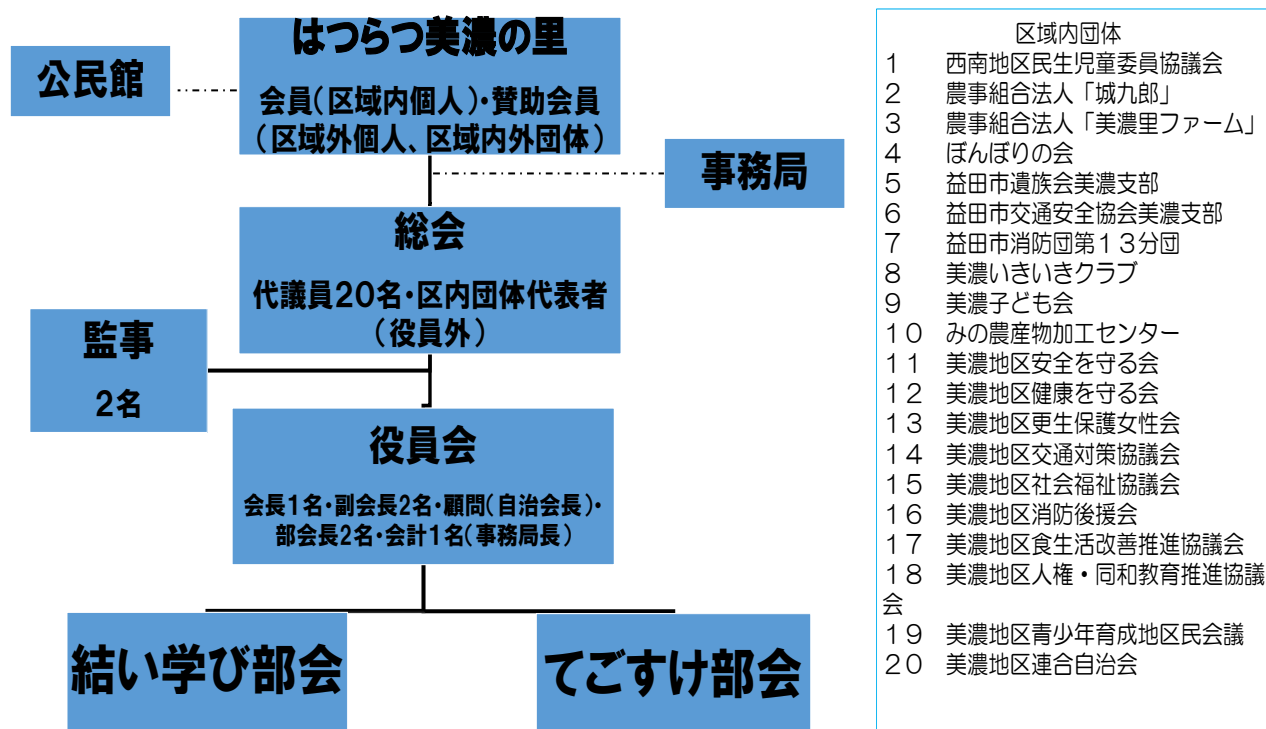 はつらつ美濃の里
会員(区域内個人)・賛助会員
(区域外個人、区域内外団体)
公民館
事務局
総会
代議員20名・区内団体代表者
(役員外)
監事
2名
役員会
会長1名・副会長2名・顧問(自治会長)・
部会長2名・会計1名(事務局長)
結い学び部会
てごすけ部会
区域内団体
1 西南地区民生児童委員協議会
2 農事組合法人「城九郎」
3 農事組合法人「美濃里ファーム」
4 ぼんぼりの会
5 益田市遺族会美濃支部
6 益田市交通安全協会美濃支部
7 益田市消防団第13分団
8 美濃いきいきクラブ
9 美濃子ども会
10 みの農産物加工センター
11 美濃地区安全を守る会
12 美濃地区健康を守る会
13 美濃地区更生保護女性会
14 美濃地区交通対策協議会
15 美濃地区社会福祉協議会
16 美濃地区消防後援会
17 美濃地区食生活改善推進協議会
18 美濃地区人権・同和教育推進協議
会
19 美濃地区青少年育成地区民会議
20 美濃地区連合自治会